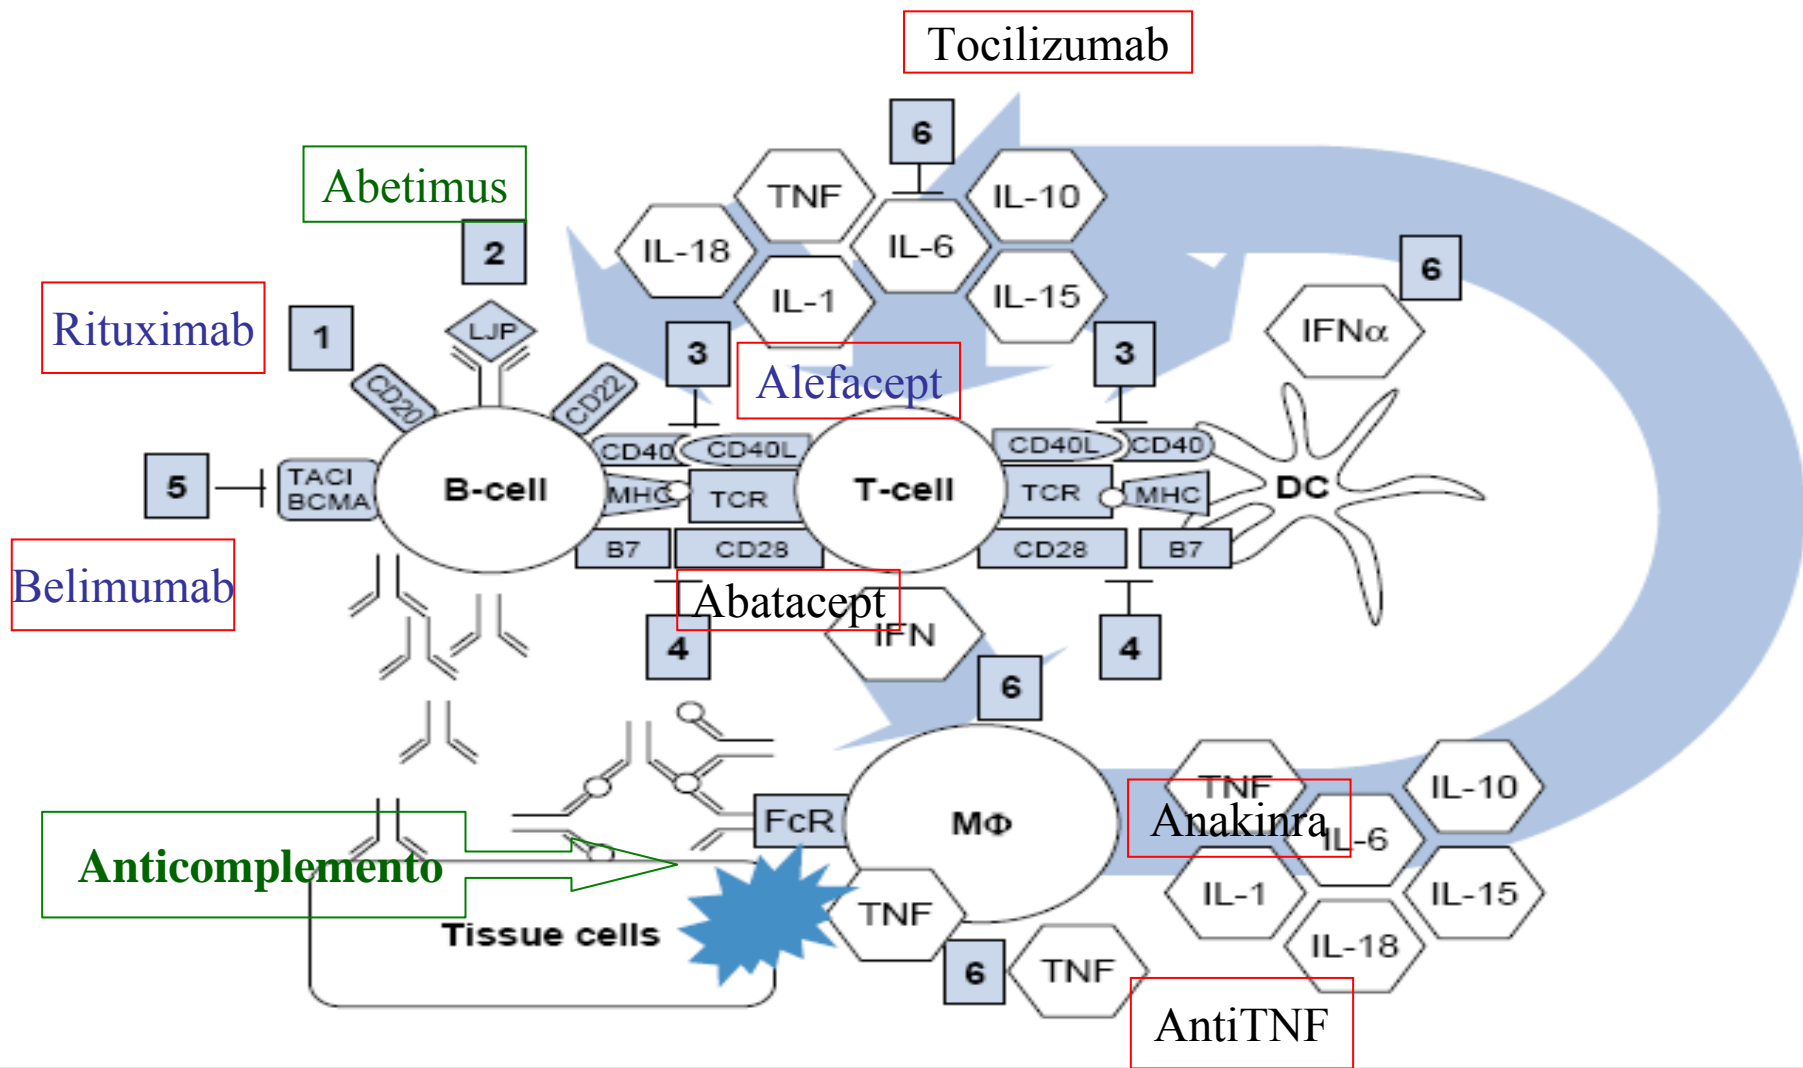 Tocilizumab
6
Abetimus
TNF
IL-10
IL-18
IL-6
2
IL-1
IL-15
6
IFNα
Rituximab
1
LJP
3
3
Alefacept
CD20
CD22
CD40
CD40L
CD40L
CD40
5
TACI
BCMA
B-cell
MHC
TCR
T-cell
TCR
MHC
DC
B7
CD28
CD28
B7
Belimumab
Abatacept
IFN
4
4
6
FcR
MΦ
TNF
IL-10
Anakinra
IL-6
IL-1
IL-15
IL-18
Anticomplemento
Tissue cells
TNF
6
TNF
AntiTNF